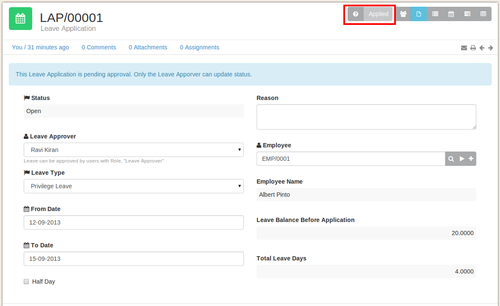 LAP/00001
Leave Application
Applied
You / 31 minutes ago
0 Comments
0 Attachments
0 Assignments
This Leave Application is pending approval. Only the Leave Apporver can update status.
Status
Open
Leave Approver
Ravi Kiran
Leave can be approved by users with Role, "Leave Approver"
Leave Type
Privilege Leave
From Date
12-09-2013
To Date
15-09-2013
Half Day
Reason
Employee
EMP/0001
Employee Name
Albert Pinto
Leave Balance Before Application
20.0000
Total Leave Days
4.0000